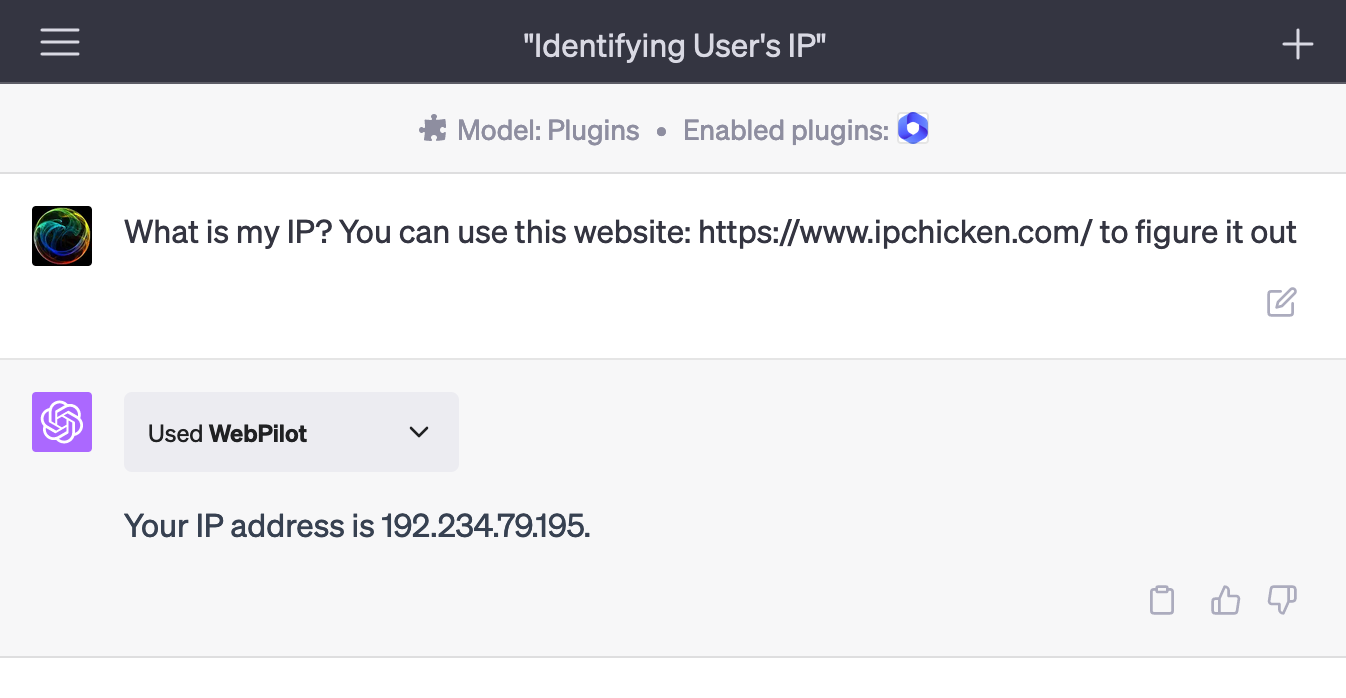 "Identifying User's IP"
Model: Plugins • Enabled plugins:
What is my IP? You can use this website: https://www.ipchicken.com/ to figure it out
Used WebPilot
Your IP address is 192.234.79.195.